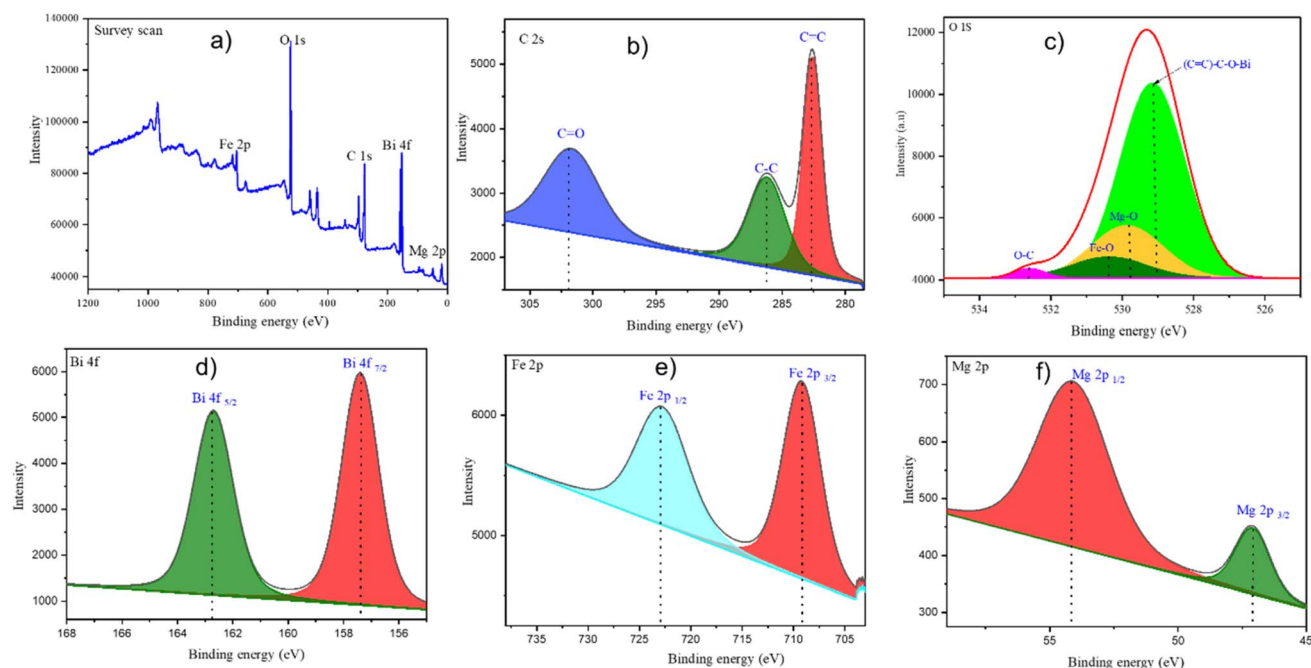 Survey scan
a)
O 1s
Fe 2p
C 1s
Bi 4f
Mg 2p
Intensity
140000
120000
100000
80000
60000
40000
1200 1000 800 600 400 200 0
Binding energy (eV)
C 2s
b)
C=C
C=O
C-C
Intensity
5000
4000
3000
2000
305 300 295 290 285 280
Binding energy (eV)
O 1S
c)
(C=C)-C-O-Bi
Mg-O
Fe-O
O-C
Intensity (a.u)
12000
10000
8000
6000
4000
534 532 530 528 526
Binding energy (eV)
Bi 4f
d)
Bi 4f 7/2
Bi 4f 5/2
Intensity
6000
5000
4000
3000
2000
1000
168 166 164 162 160 158 156
Binding energy (eV)
Fe 2p
e)
Fe 2p 3/2
Fe 2p 1/2
Intensity
6000
5000
735 730 725 720 715 710 705
Binding energy (eV)
Mg 2p
f)
Mg 2p 1/2
Mg 2p 3/2
Intensity
700
600
500
400
300
55 50 45
Binding energy (eV)